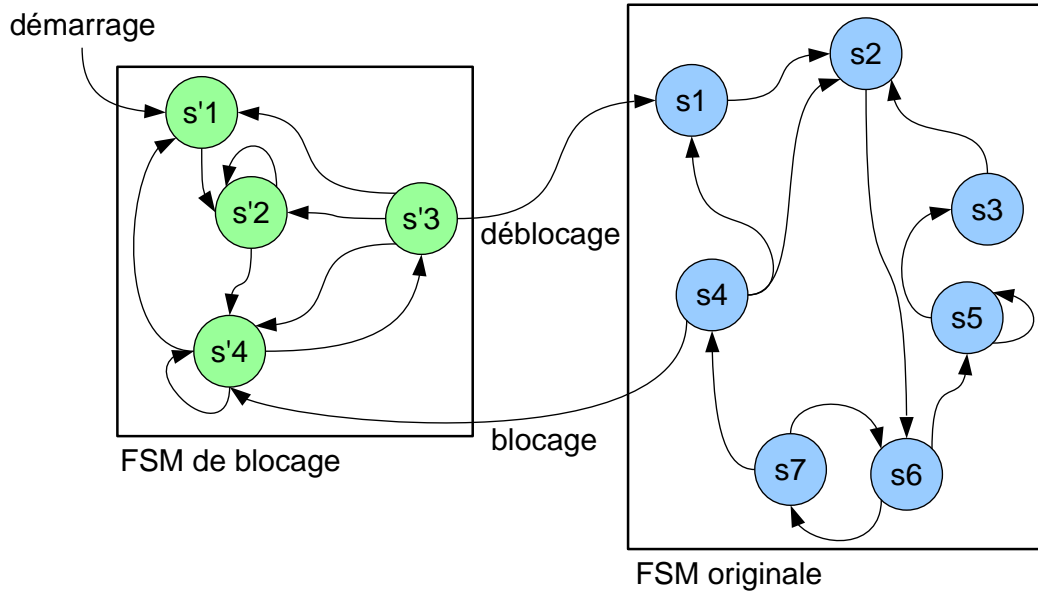 démarrage
s'1
s'2
s'3
s'4
FSM de blocage
déblocage
blocage
s1
s2
s3
s4
s5
s7
s6
FSM originale